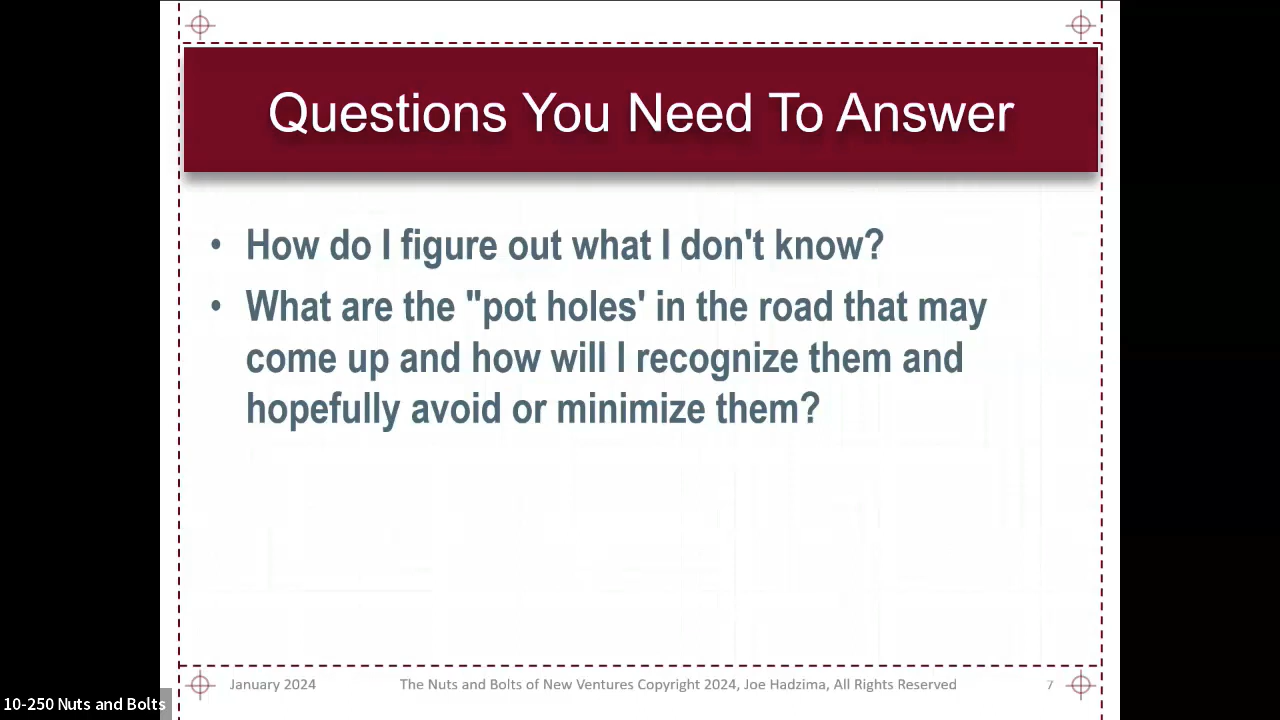 Questions You Need To Answer
• How do I figure out what I don't know?
• What are the "pot holes' in the road that may
come up and how will I recognize them and
hopefully avoid or minimize them?
January 2024 The Nuts and Bolts of New Ventures Copyright 2024, Joe Hadzima, All Rights Reserved 7
10-250 Nuts and Bolts